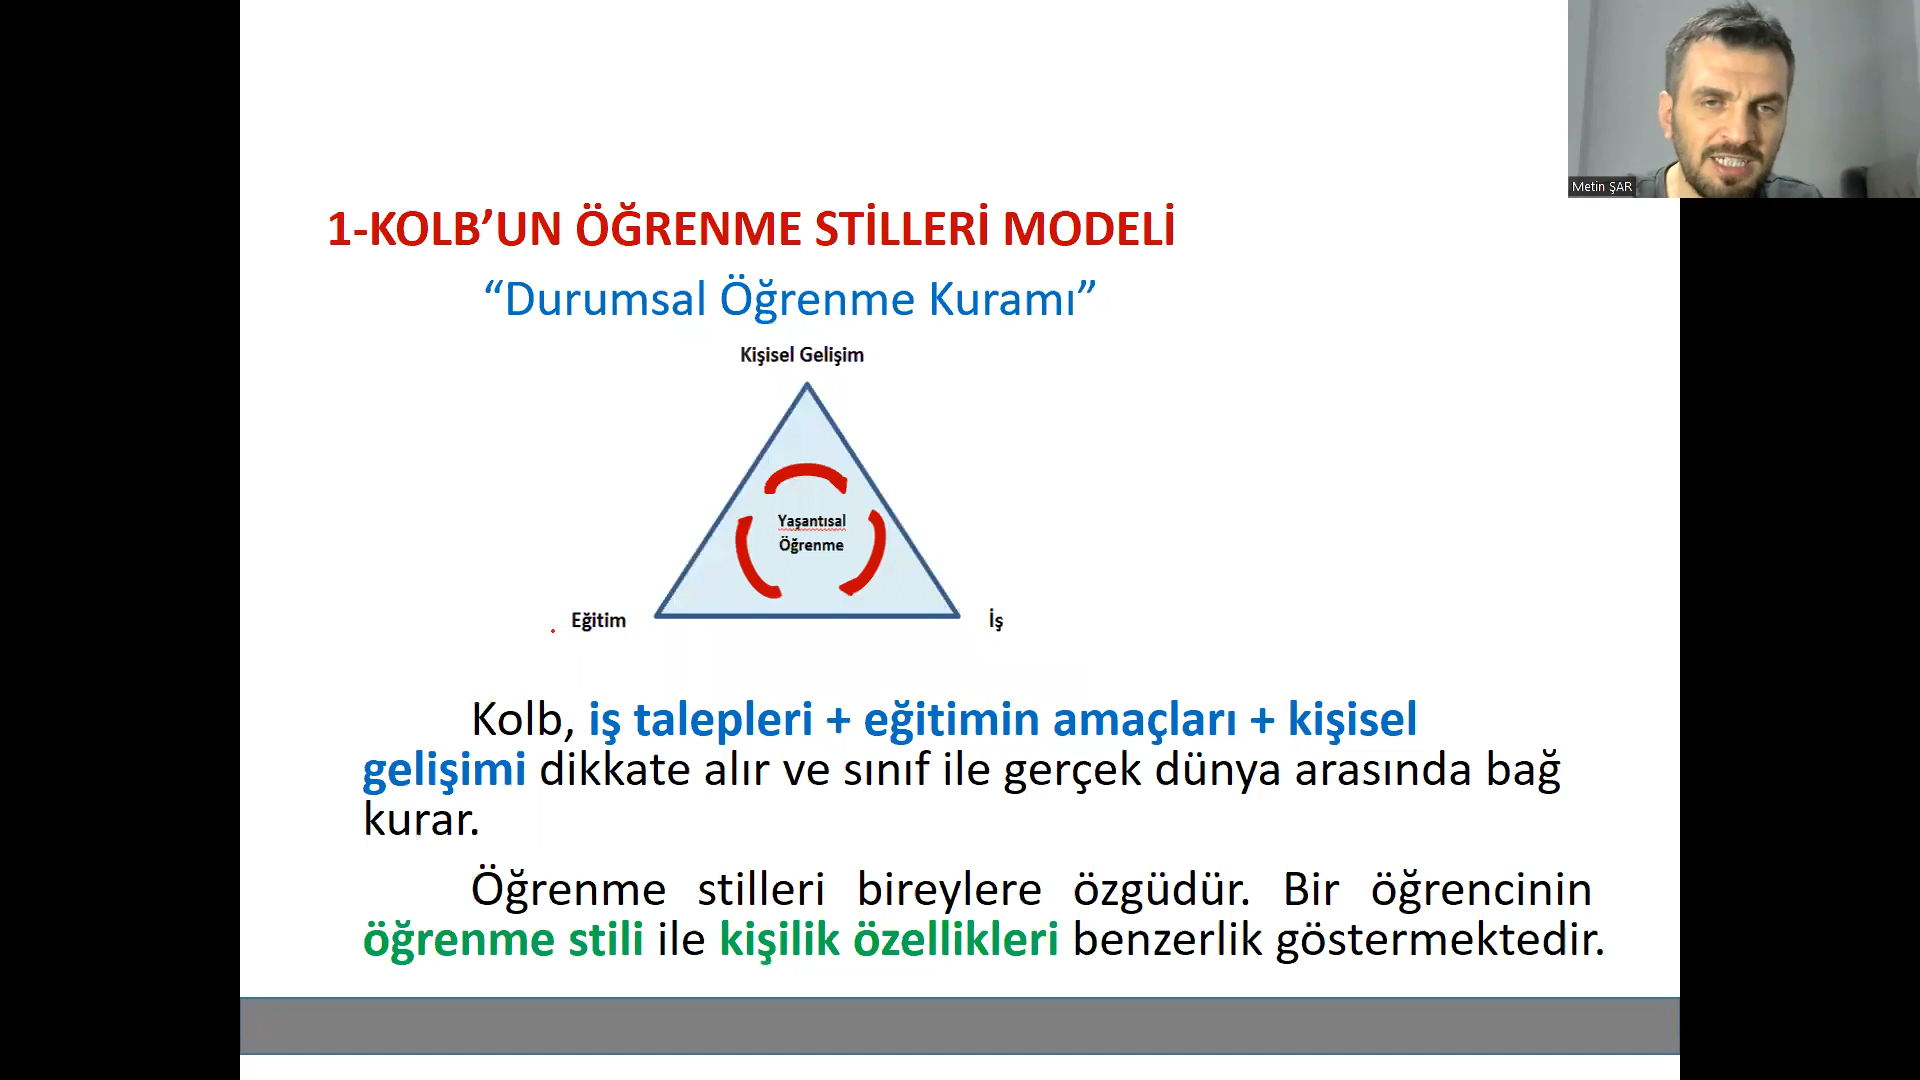 Metin ŞAR
1-KOLB’UN ÖĞRENME STİLLERİ MODELİ
“Durumsal Öğrenme Kuramı”
Kişisel Gelişim
Yaşantısal
Öğrenme
Eğitim
İş
Kolb, iş talepleri + eğitimin amaçları + kişisel
gelişimi dikkate alır ve sınıf ile gerçek dünya arasında bağ
kurar.
Öğrenme stilleri bireylere özgüdür. Bir öğrencinin
öğrenme stili ile kişilik özellikleri benzerlik göstermektedir.